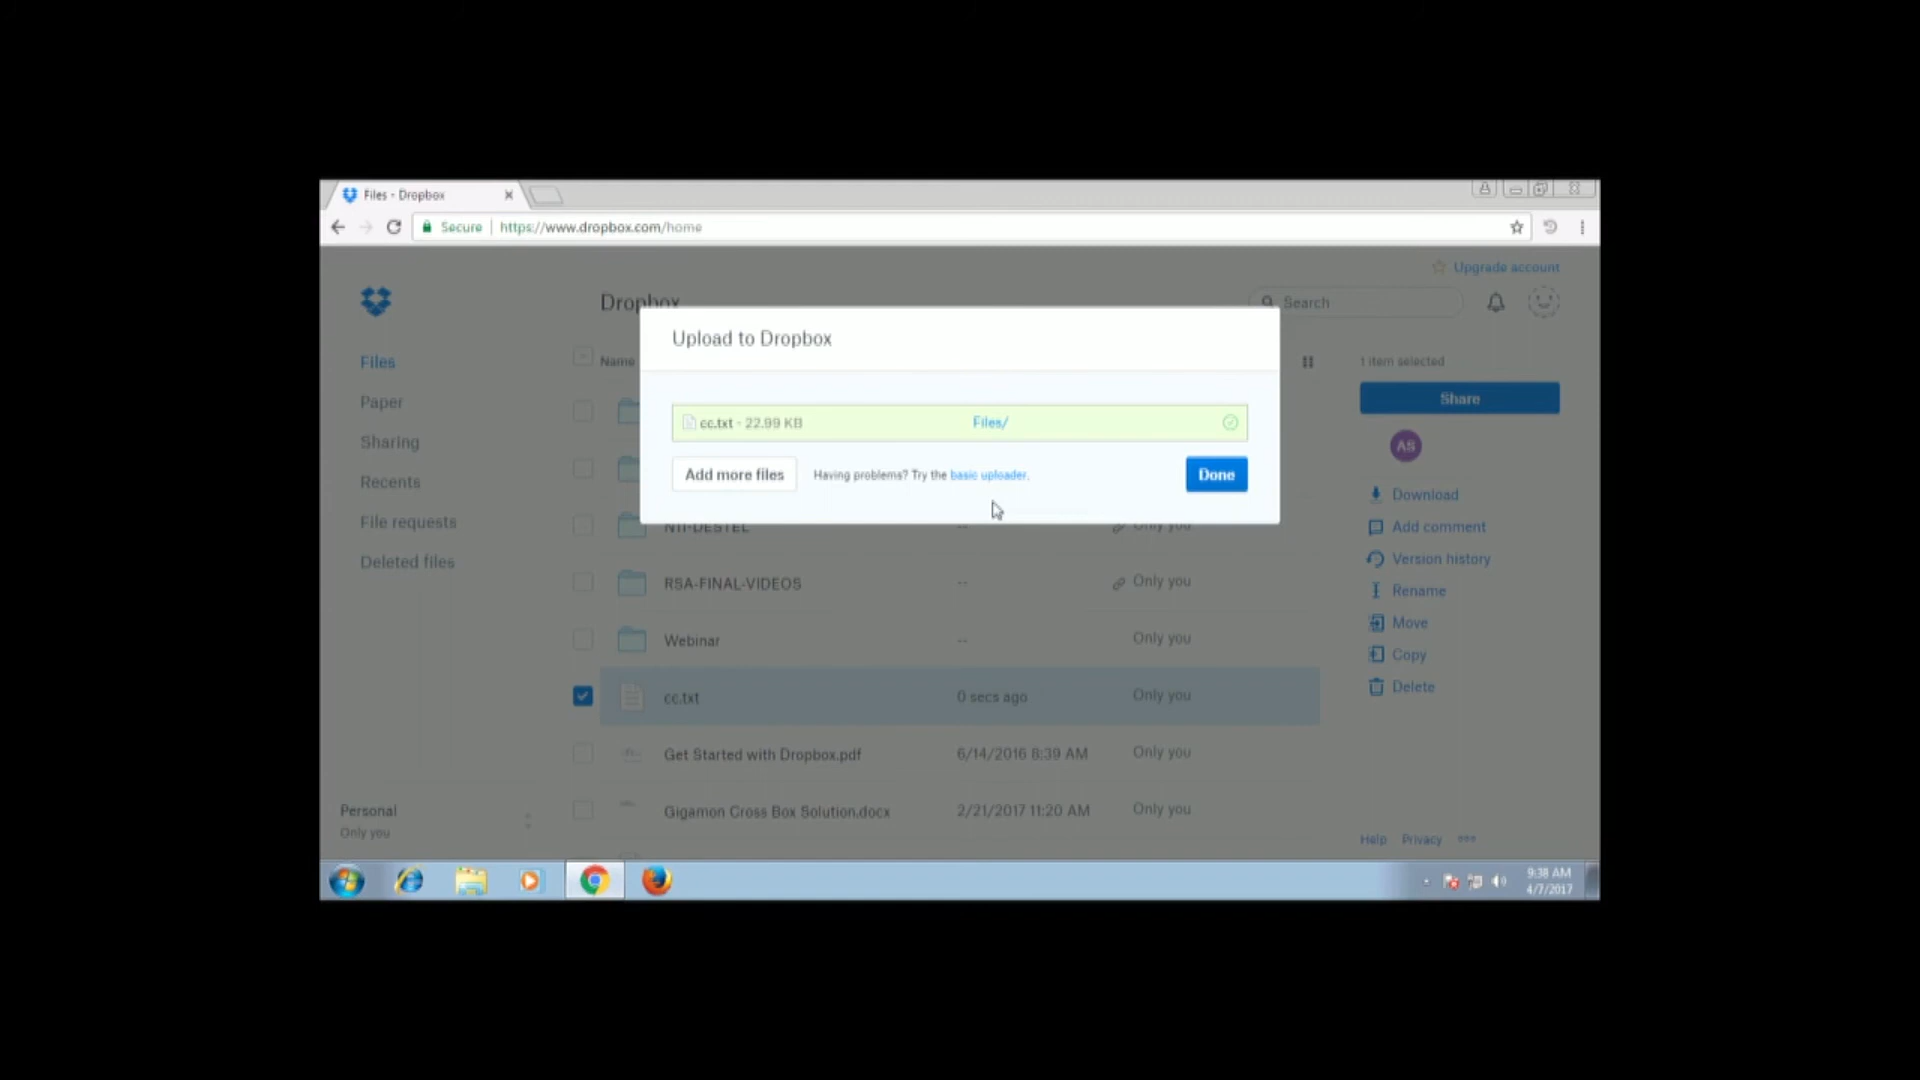 Files - Dropbox
Secure | https://www.dropbox.com/home
Upgrade account
Dropbox
Search
Upload to Dropbox
Files
Name
1 item selected
Share
Paper
cc.txt - 22.99 KB Files/
Sharing
AS
Add more files
Having problems? Try the basic uploader.
Done
Recents
Download
File requests
NTI-DESTEL -- Only you
Add comment
Deleted files
Version history
RSA-FINAL-VIDEOS -- Only you
Rename
Move
Webinar -- Only you
Copy
Delete
cc.txt 0 secs ago Only you
Get Started with Dropbox.pdf 6/14/2016 8:39 AM Only you
Personal
Only you
Gigamon Cross Box Solution.docx 2/21/2017 11:20 AM Only you
Help Privacy
9:38 AM
4/7/2017